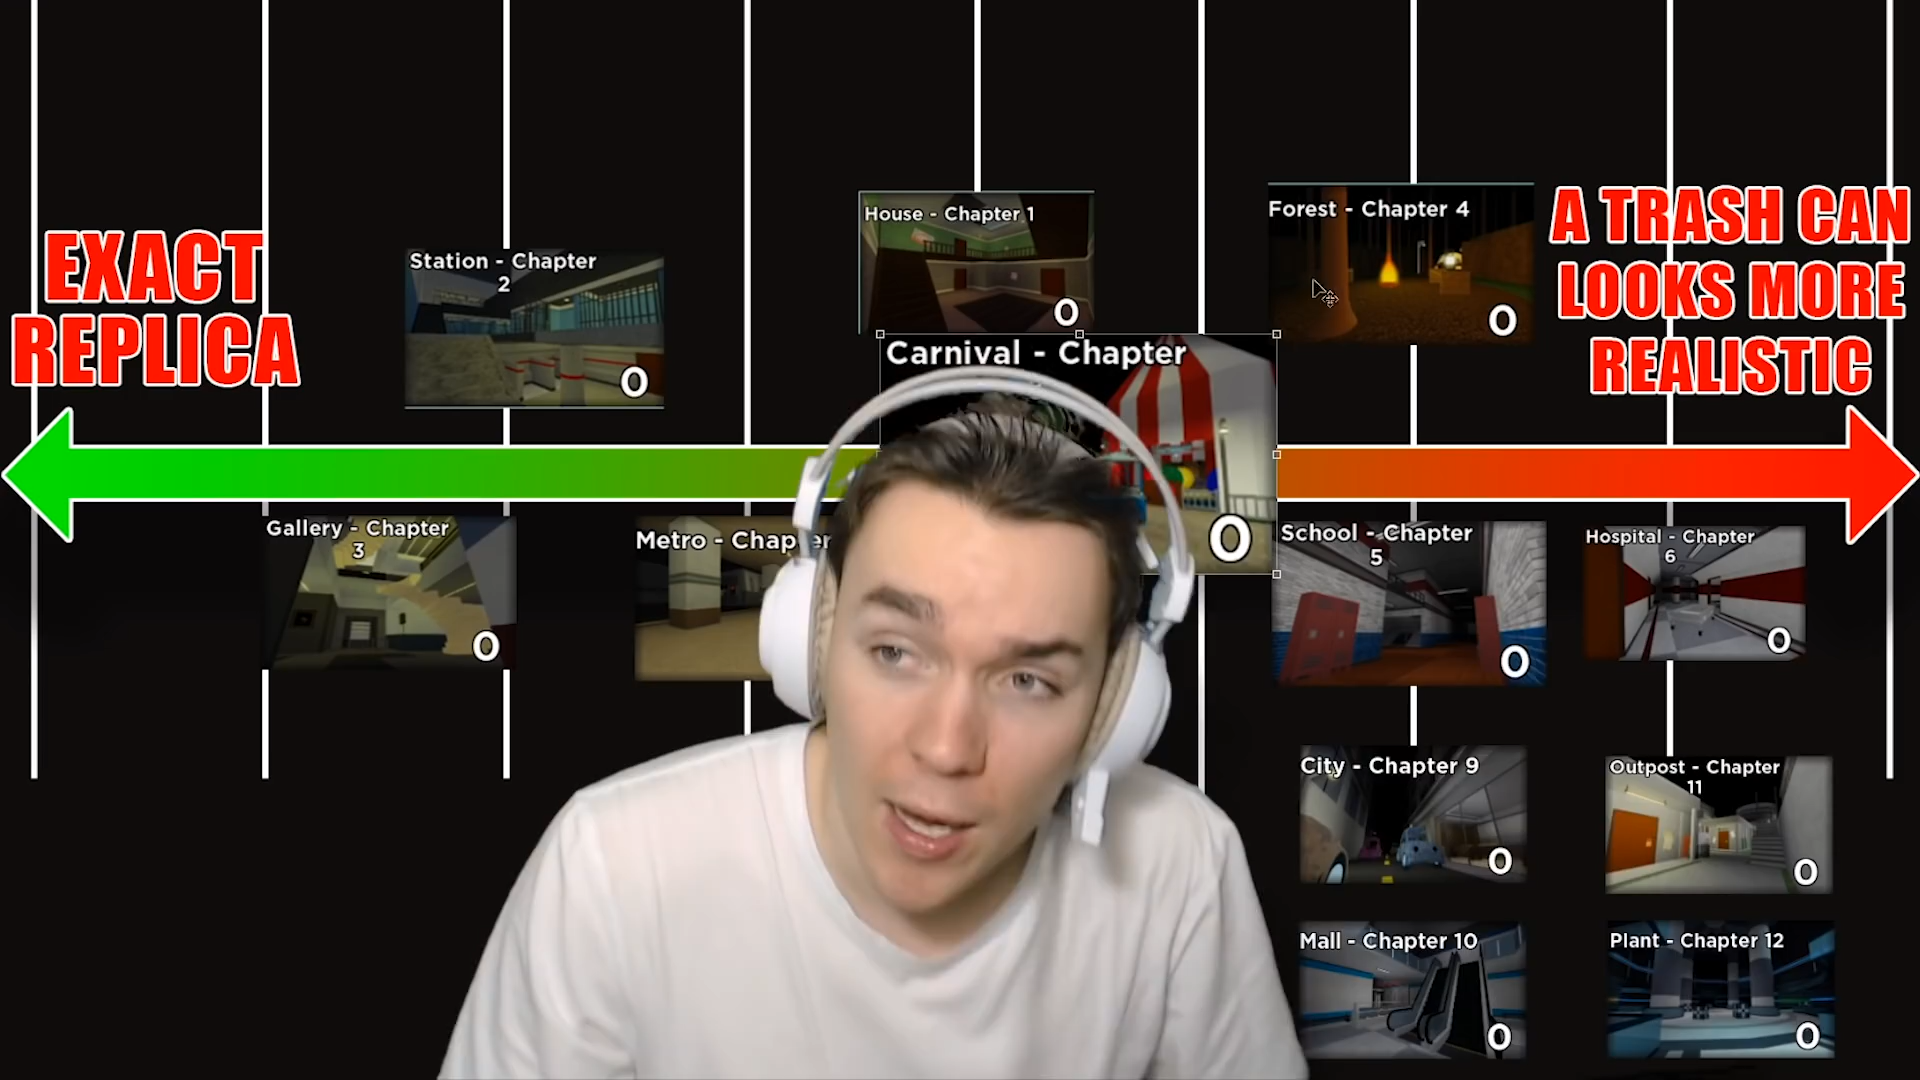 EXACT
REPLICA
A TRASH CAN
LOOKS MORE
REALISTIC
Station - Chapter
2
0
House - Chapter 1
0
Forest - Chapter 4
0
Carnival - Chapter
0
Gallery - Chapter
3
0
Metro - Chapter
School - Chapter
5
0
Hospital - Chapter
6
0
City - Chapter 9
0
Outpost - Chapter
11
0
Mall - Chapter 10
0
Plant - Chapter 12
0